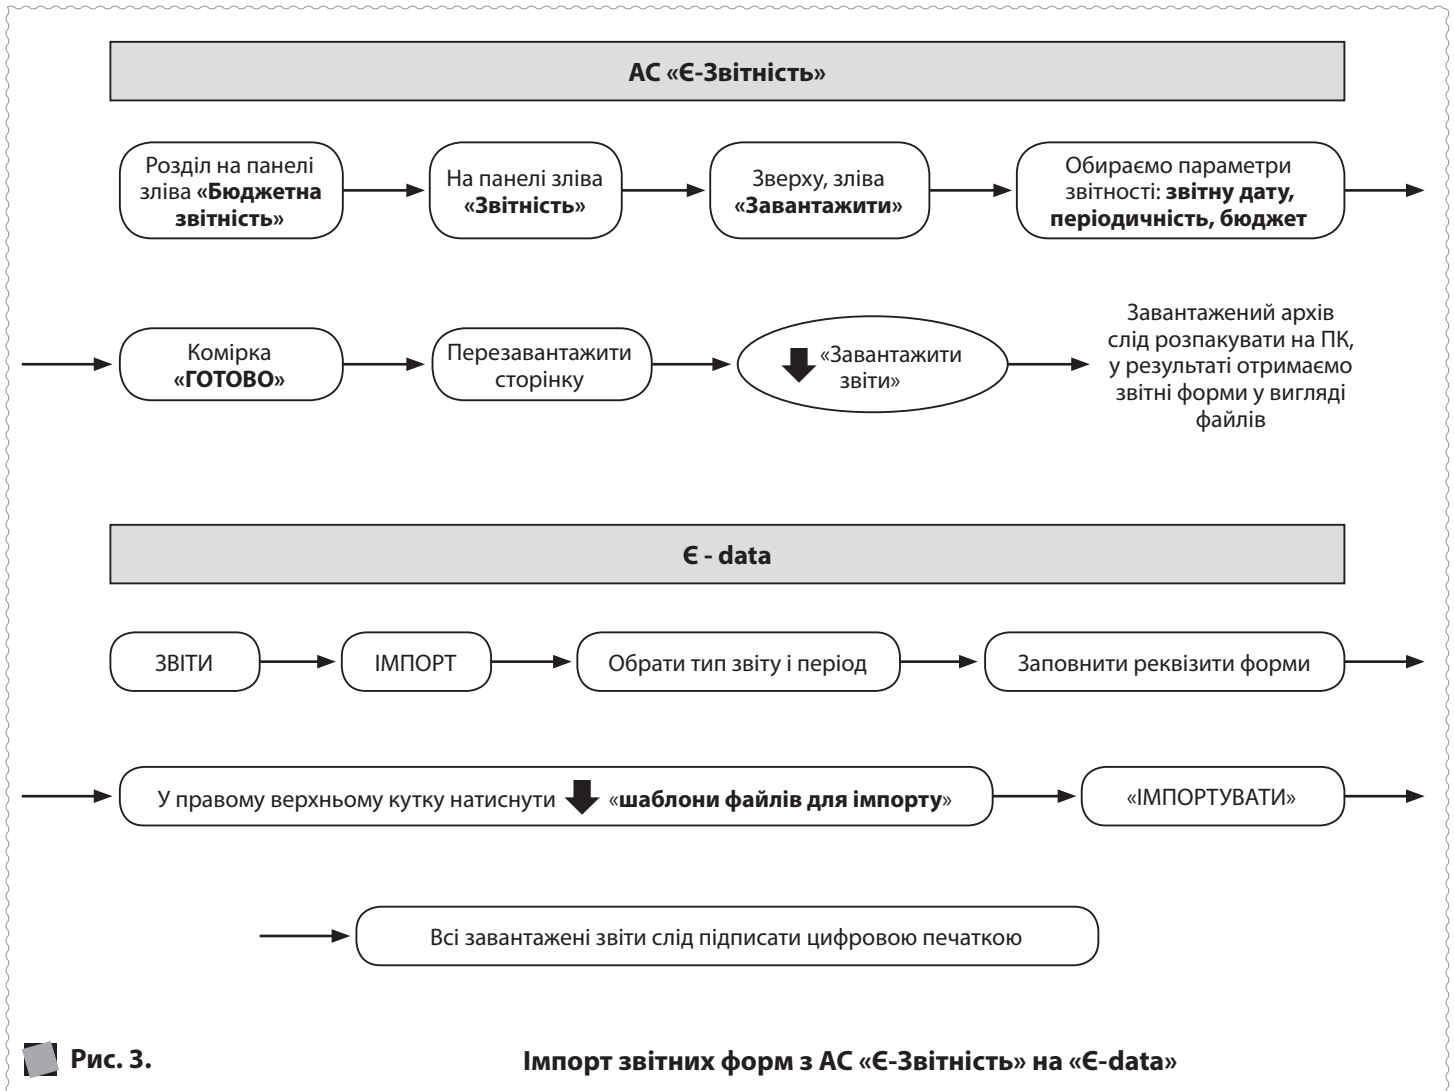 АС «Є-Звітність»
Розділ на панелі
зліва «Бюджетна
звітність»
На панелі зліва
«Звітність»
Зверху, зліва
«Завантажити»
Обираємо параметри
звітності: звітну дату,
періодичність, бюджет
Комірка
«ГОТОВО»
Перезавантажити
сторінку
«Завантажити
звіти»
Завантажений архів
слід розпакувати на ПК,
у результаті отримаємо
звітні форми у вигляді
файлів
Є - data
ЗВІТИ
ІМПОРТ
Обрати тип звіту і період
Заповнити реквізити форми
У правому верхньому кутку натиснути «шаблони файлів для імпорту»
«ІМПОРТУВАТИ»
Всі завантажені звіти слід підписати цифровою печаткою
Рис. 3.
Імпорт звітних форм з АС «Є-Звітність» на «Є-data»